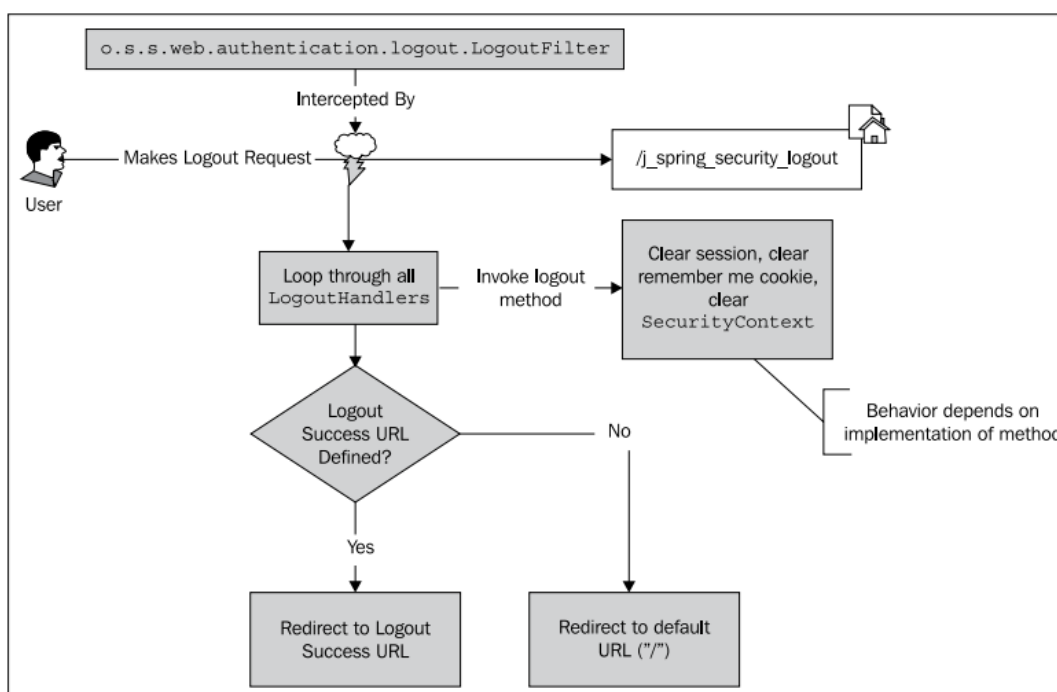 o.s.s.web.authentication.logout.LogoutFilter
Intercepted By
Makes Logout Request
/j_spring_security_logout
User
Loop through all
LogoutHandlers
Invoke logout
method
Clear session, clear
remember me cookie,
clear
SecurityContext
Behavior depends on
implementation of method
Logout
Success URL
Defined?
No
Yes
Redirect to Logout
Success URL
Redirect to default
URL ("/")